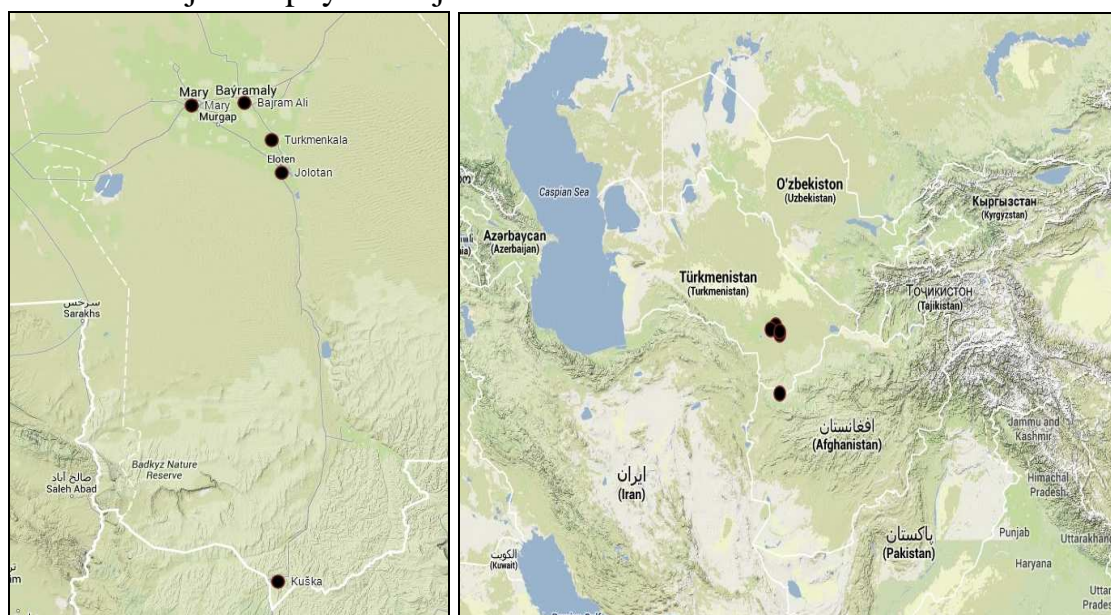 Mary
Bayramaly
Mary
Bajram Ali
Murgap
Turkmenkala
Eloten
Jolotan
سرخس
Sarakhs
Badkyz Nature
Reserve
صالح آباد
Saleh Abad
Kuška
Caspian Sea
O'zbekiston
(Uzbekistan)
Кыргызстан
(Kyrgyzstan)
Azərbaycan
(Azerbaijan)
Türkmenistan
(Turkmenistan)
Тоҷикистон
(Tajikistan)
افغانستان
(Afghanistan)
Jammu and
Kashmir
ایران
(Iran)
Himachal
Pradesh
پاکستان
(Pakistan)
Punjab
Uttarakhand
Haryana
الكويت
(Kuwait)